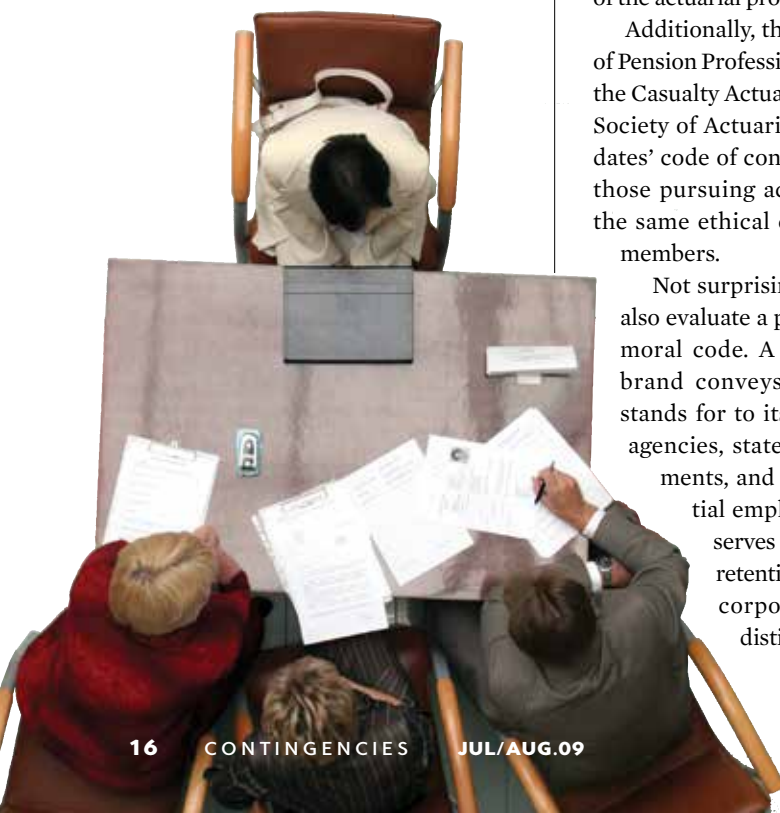 of the actuarial pro
Additionally, th
of Pension Professi
the Casualty Actua
Society of Actuari
dates’ code of con
those pursuing ac
the same ethical
members.
Not surprisin
also evaluate a p
moral code. A
brand conveys
stands for to its
agencies, state
ments, and
tial empl
serves
retenti
corpo
disti
16 CONTINGENCIES JUL/AUG.09